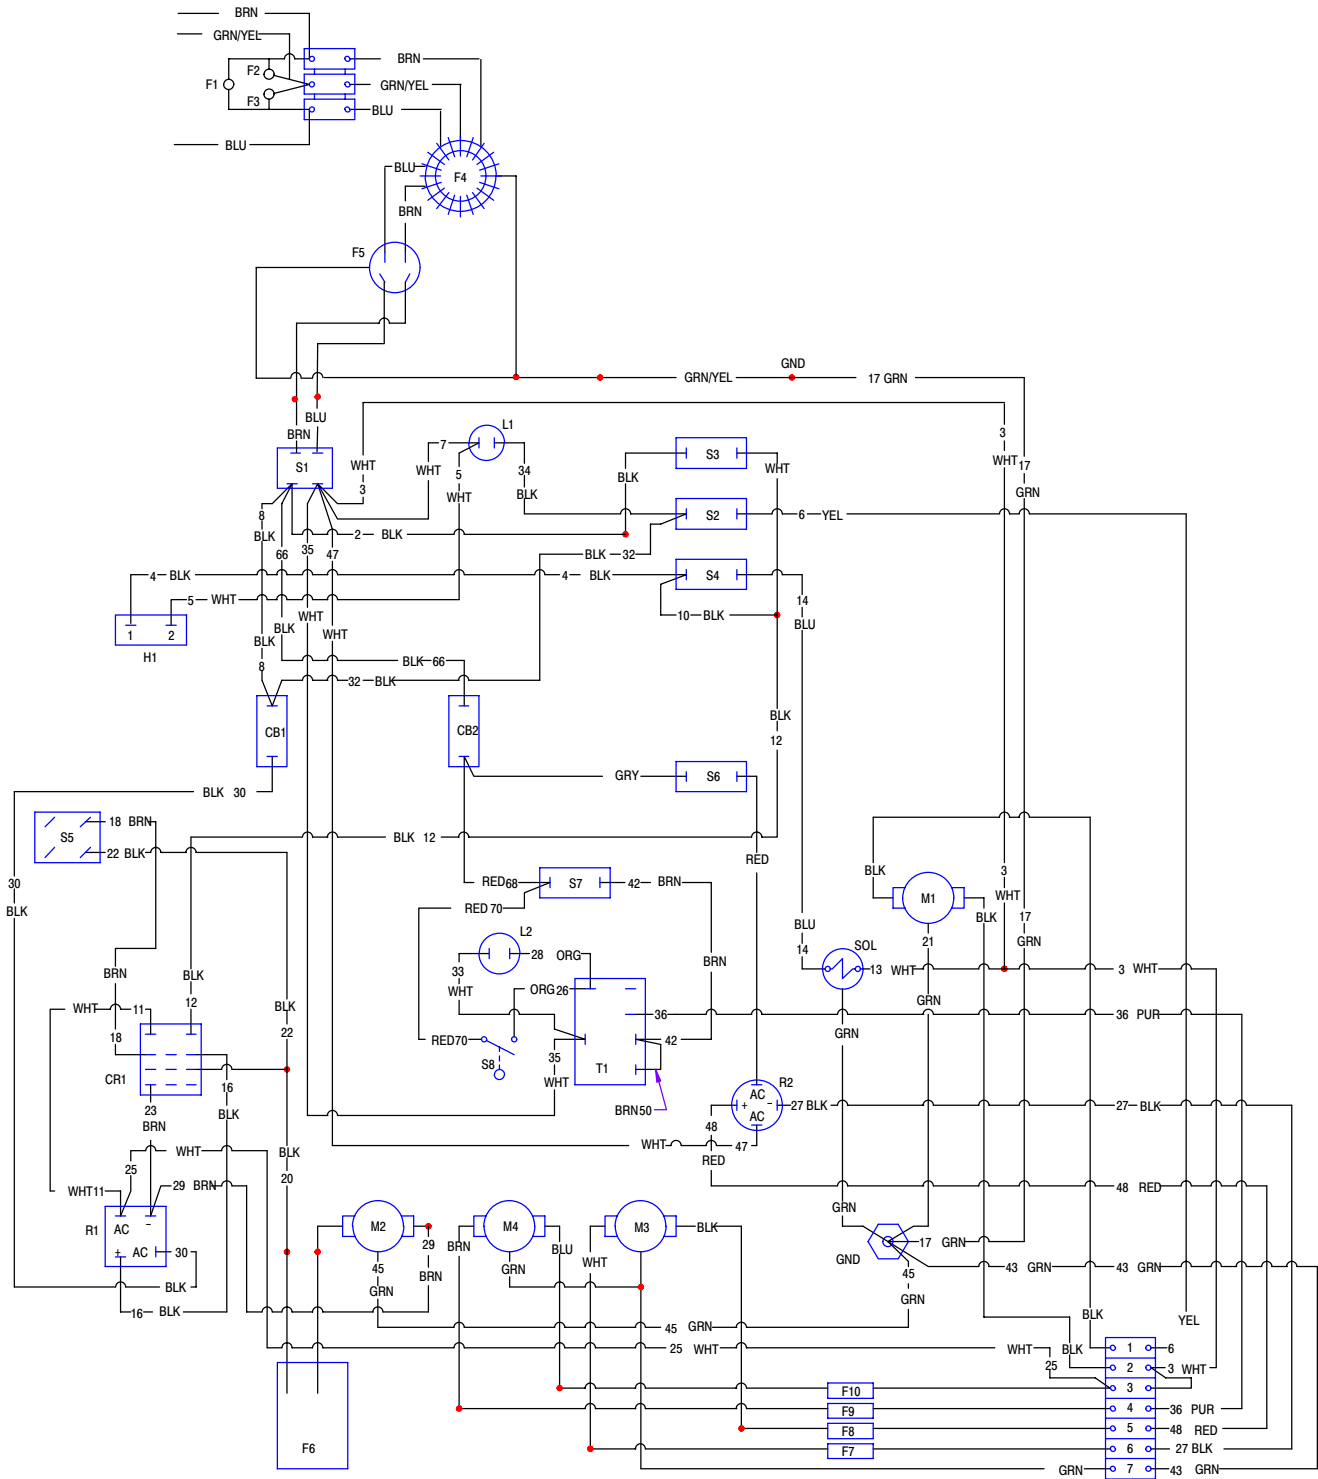 BRN
GRN/YEL
F2
F1
F3
BRN
GRN/YEL
BLU
BLU
BLU
F4
BRN
F5
GND
GRN/YEL
17 GRN
BLU
BRN
S1
WHT
3
7
WHT
L1
5
WHT
34
BLK
S3
BLK
WHT
3
WHT
17
GRN
8
BLK
66
35
47
2
BLK
S2
6
YEL
BLK
32
4
BLK
4
BLK
S4
14
BLU
5
WHT
10
BLK
1
2
H1
BLK
WHT
WHT
BLK
8
BLK
66
32
BLK
CB1
CB2
BLK
12
GRY
S6
BLK 30
S5
18
BRN
22
BLK
BLK
12
RED
30
BLK
RED
68
S7
42
BRN
RED 70
BLK
M1
3
WHT
BLK
17
GRN
L2
28
ORG
33
WHT
BRN
BLU
14
SOL
13
WHT
21
3
WHT
BRN
BLK
12
ORG
26
GRN
WHT
11
18
BLK
22
36
36
PUR
RED
70
S8
35
WHT
42
T1
GRN
CR1
16
BLK
23
BRN
BRN
50
R2
AC
+
-
AC
27 BLK
27
BLK
48
RED
WHT
47
WHT
25
BLK
20
WHT
11
29
BRN
48
RED
R1
AC
-
+
AC
30
BLK
16
BLK
M2
29
BRN
45
GRN
M4
BRN
BLU
GRN
M3
WHT
BLK
GRN
GND
17
GRN
45
GRN
43
GRN
43
GRN
45
GRN
25
WHT
WHT
25
BLK
BLK
YEL
F6
F10
F9
F8
F7
GRN
1
6
2
3
WHT
3
4
36
PUR
5
48
RED
6
27 BLK
7
43
GRN